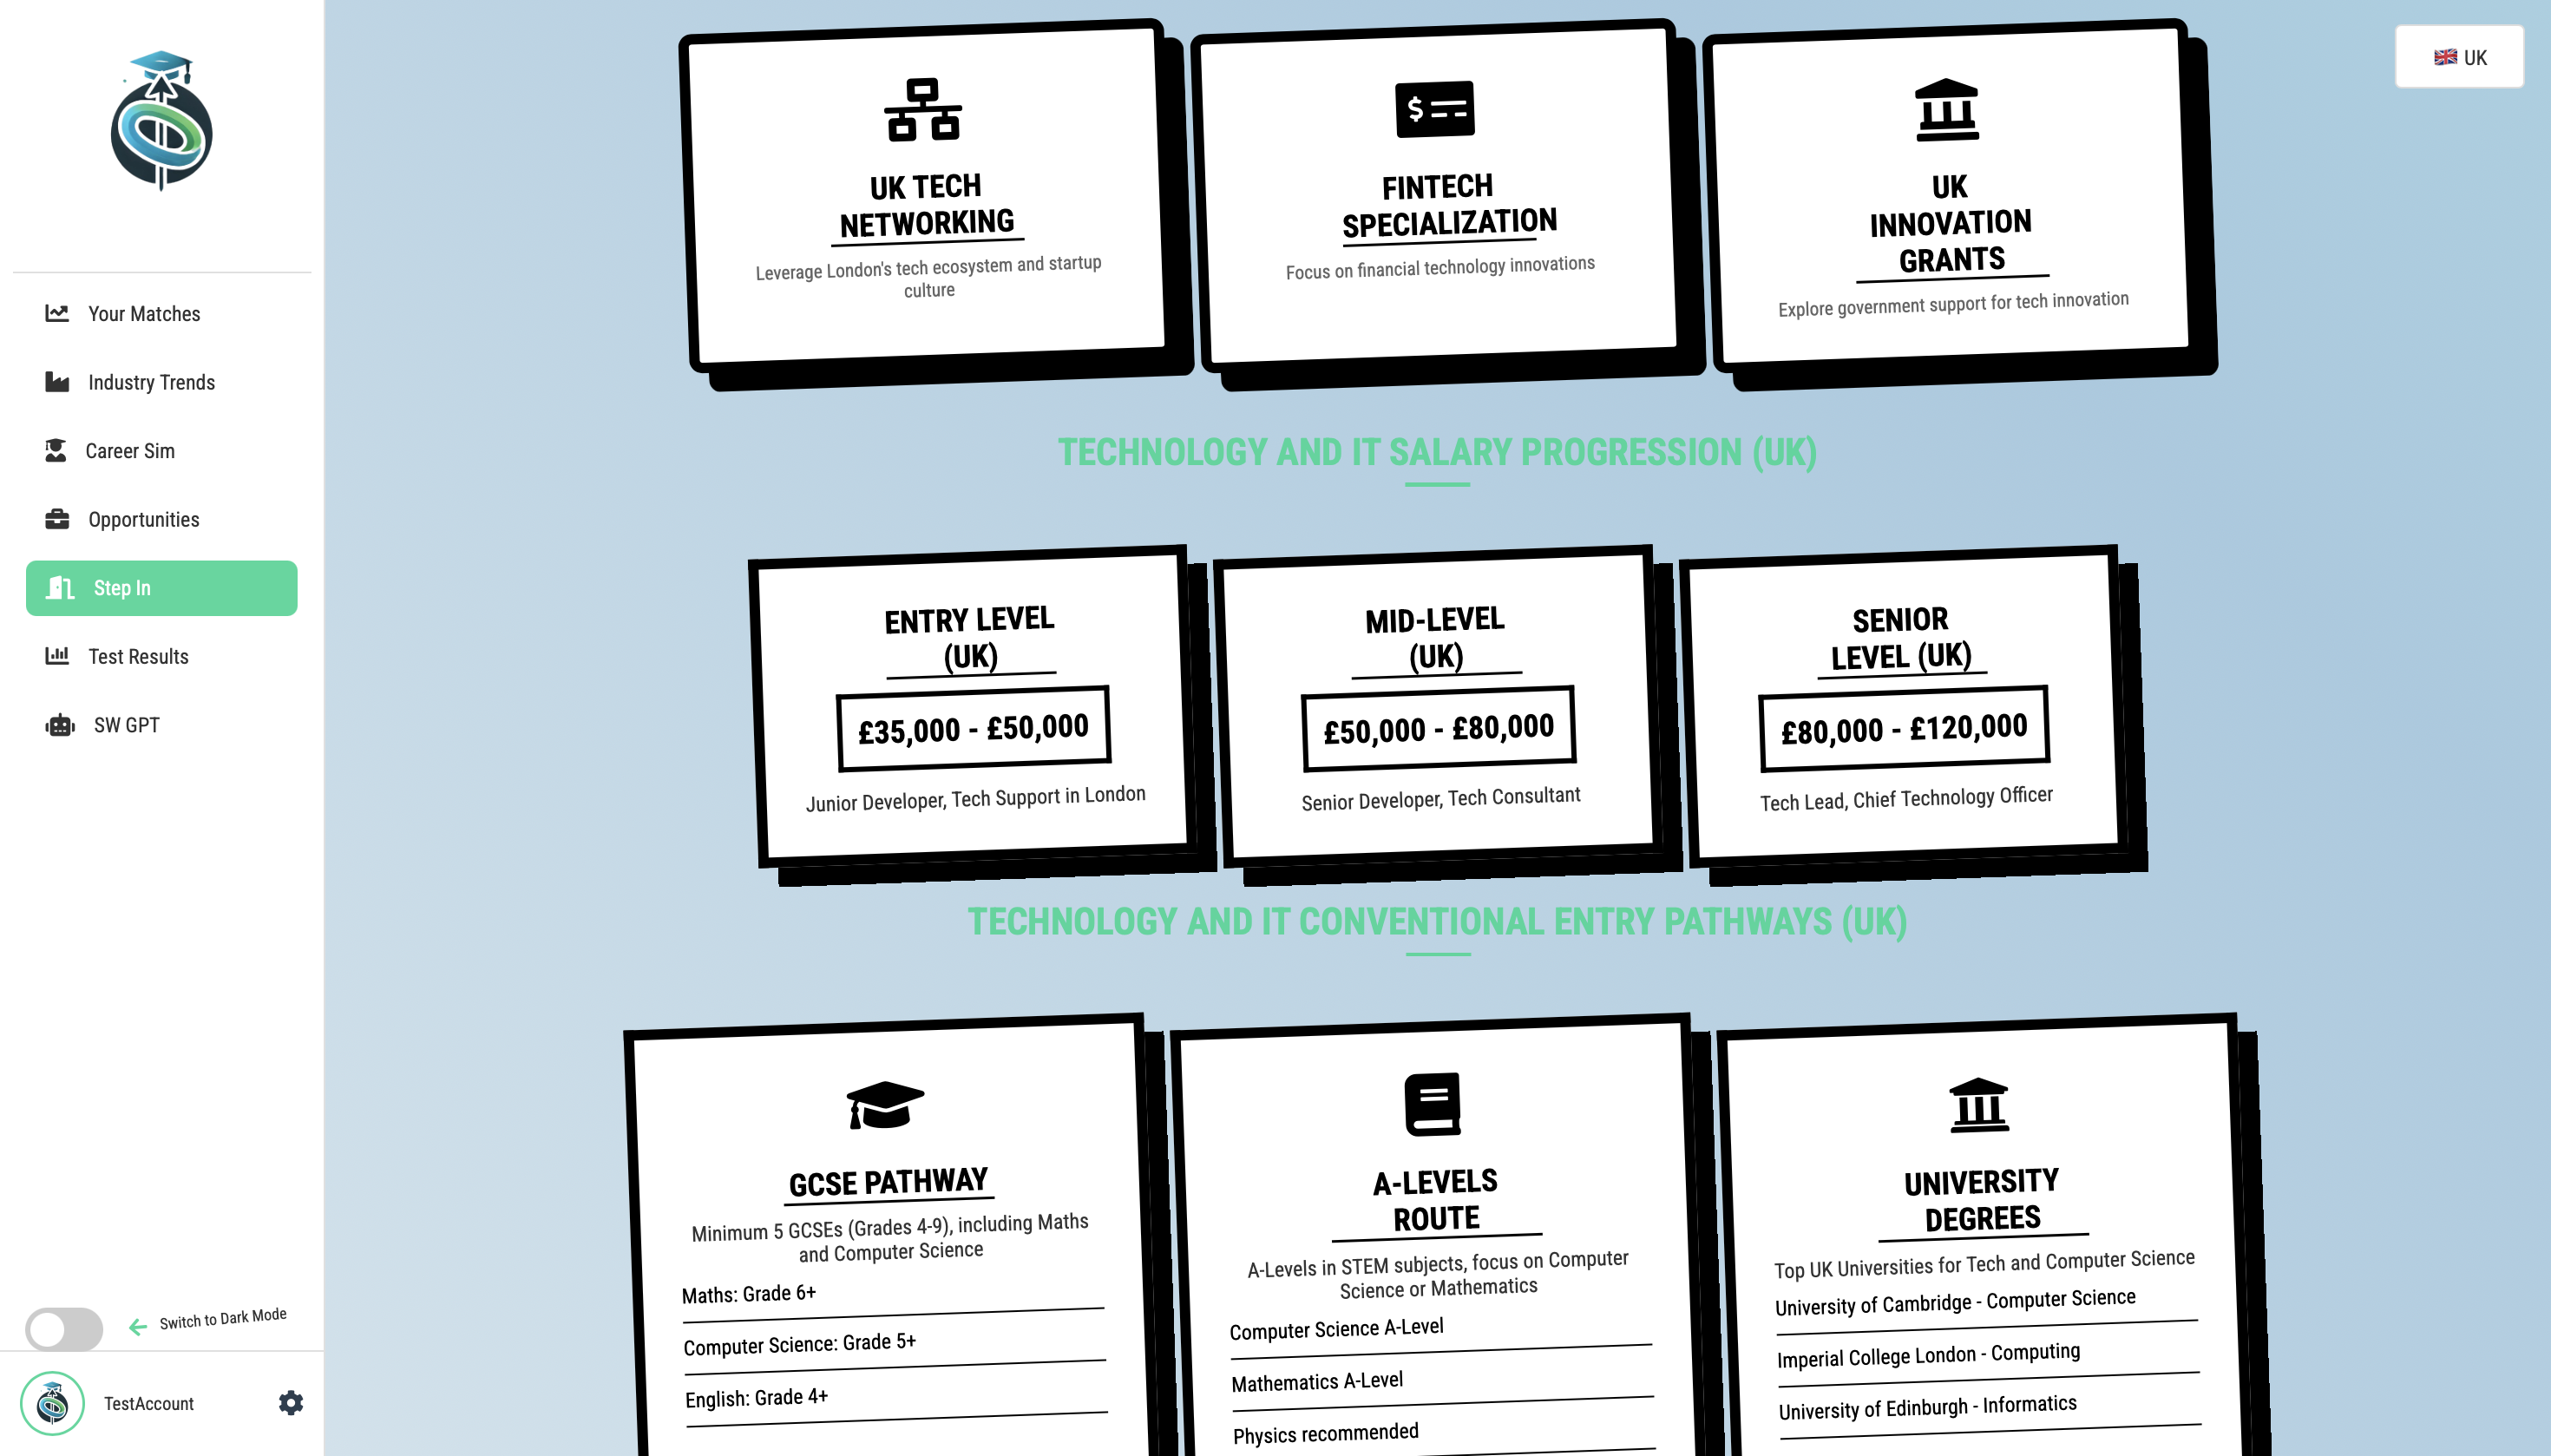 Your Matches
Industry Trends
Career Sim
Opportunities
Step In
Test Results
SW GPT
Switch to Dark Mode
TestAccount
🇬🇧 UK
UK TECH
NETWORKING
Leverage London's tech ecosystem and startup
culture
FINTECH
SPECIALIZATION
Focus on financial technology innovations
UK
INNOVATION
GRANTS
Explore government support for tech innovation
TECHNOLOGY AND IT SALARY PROGRESSION (UK)
ENTRY LEVEL
(UK)
£35,000 - £50,000
Junior Developer, Tech Support in London
MID-LEVEL
(UK)
£50,000 - £80,000
Senior Developer, Tech Consultant
SENIOR
LEVEL (UK)
£80,000 - £120,000
Tech Lead, Chief Technology Officer
TECHNOLOGY AND IT CONVENTIONAL ENTRY PATHWAYS (UK)
GCSE PATHWAY
Minimum 5 GCSEs (Grades 4-9), including Maths
and Computer Science
Maths: Grade 6+
Computer Science: Grade 5+
English: Grade 4+
A-LEVELS
ROUTE
A-Levels in STEM subjects, focus on Computer
Science or Mathematics
Computer Science A-Level
Mathematics A-Level
Physics recommended
UNIVERSITY
DEGREES
Top UK Universities for Tech and Computer Science
University of Cambridge - Computer Science
Imperial College London - Computing
University of Edinburgh - Informatics